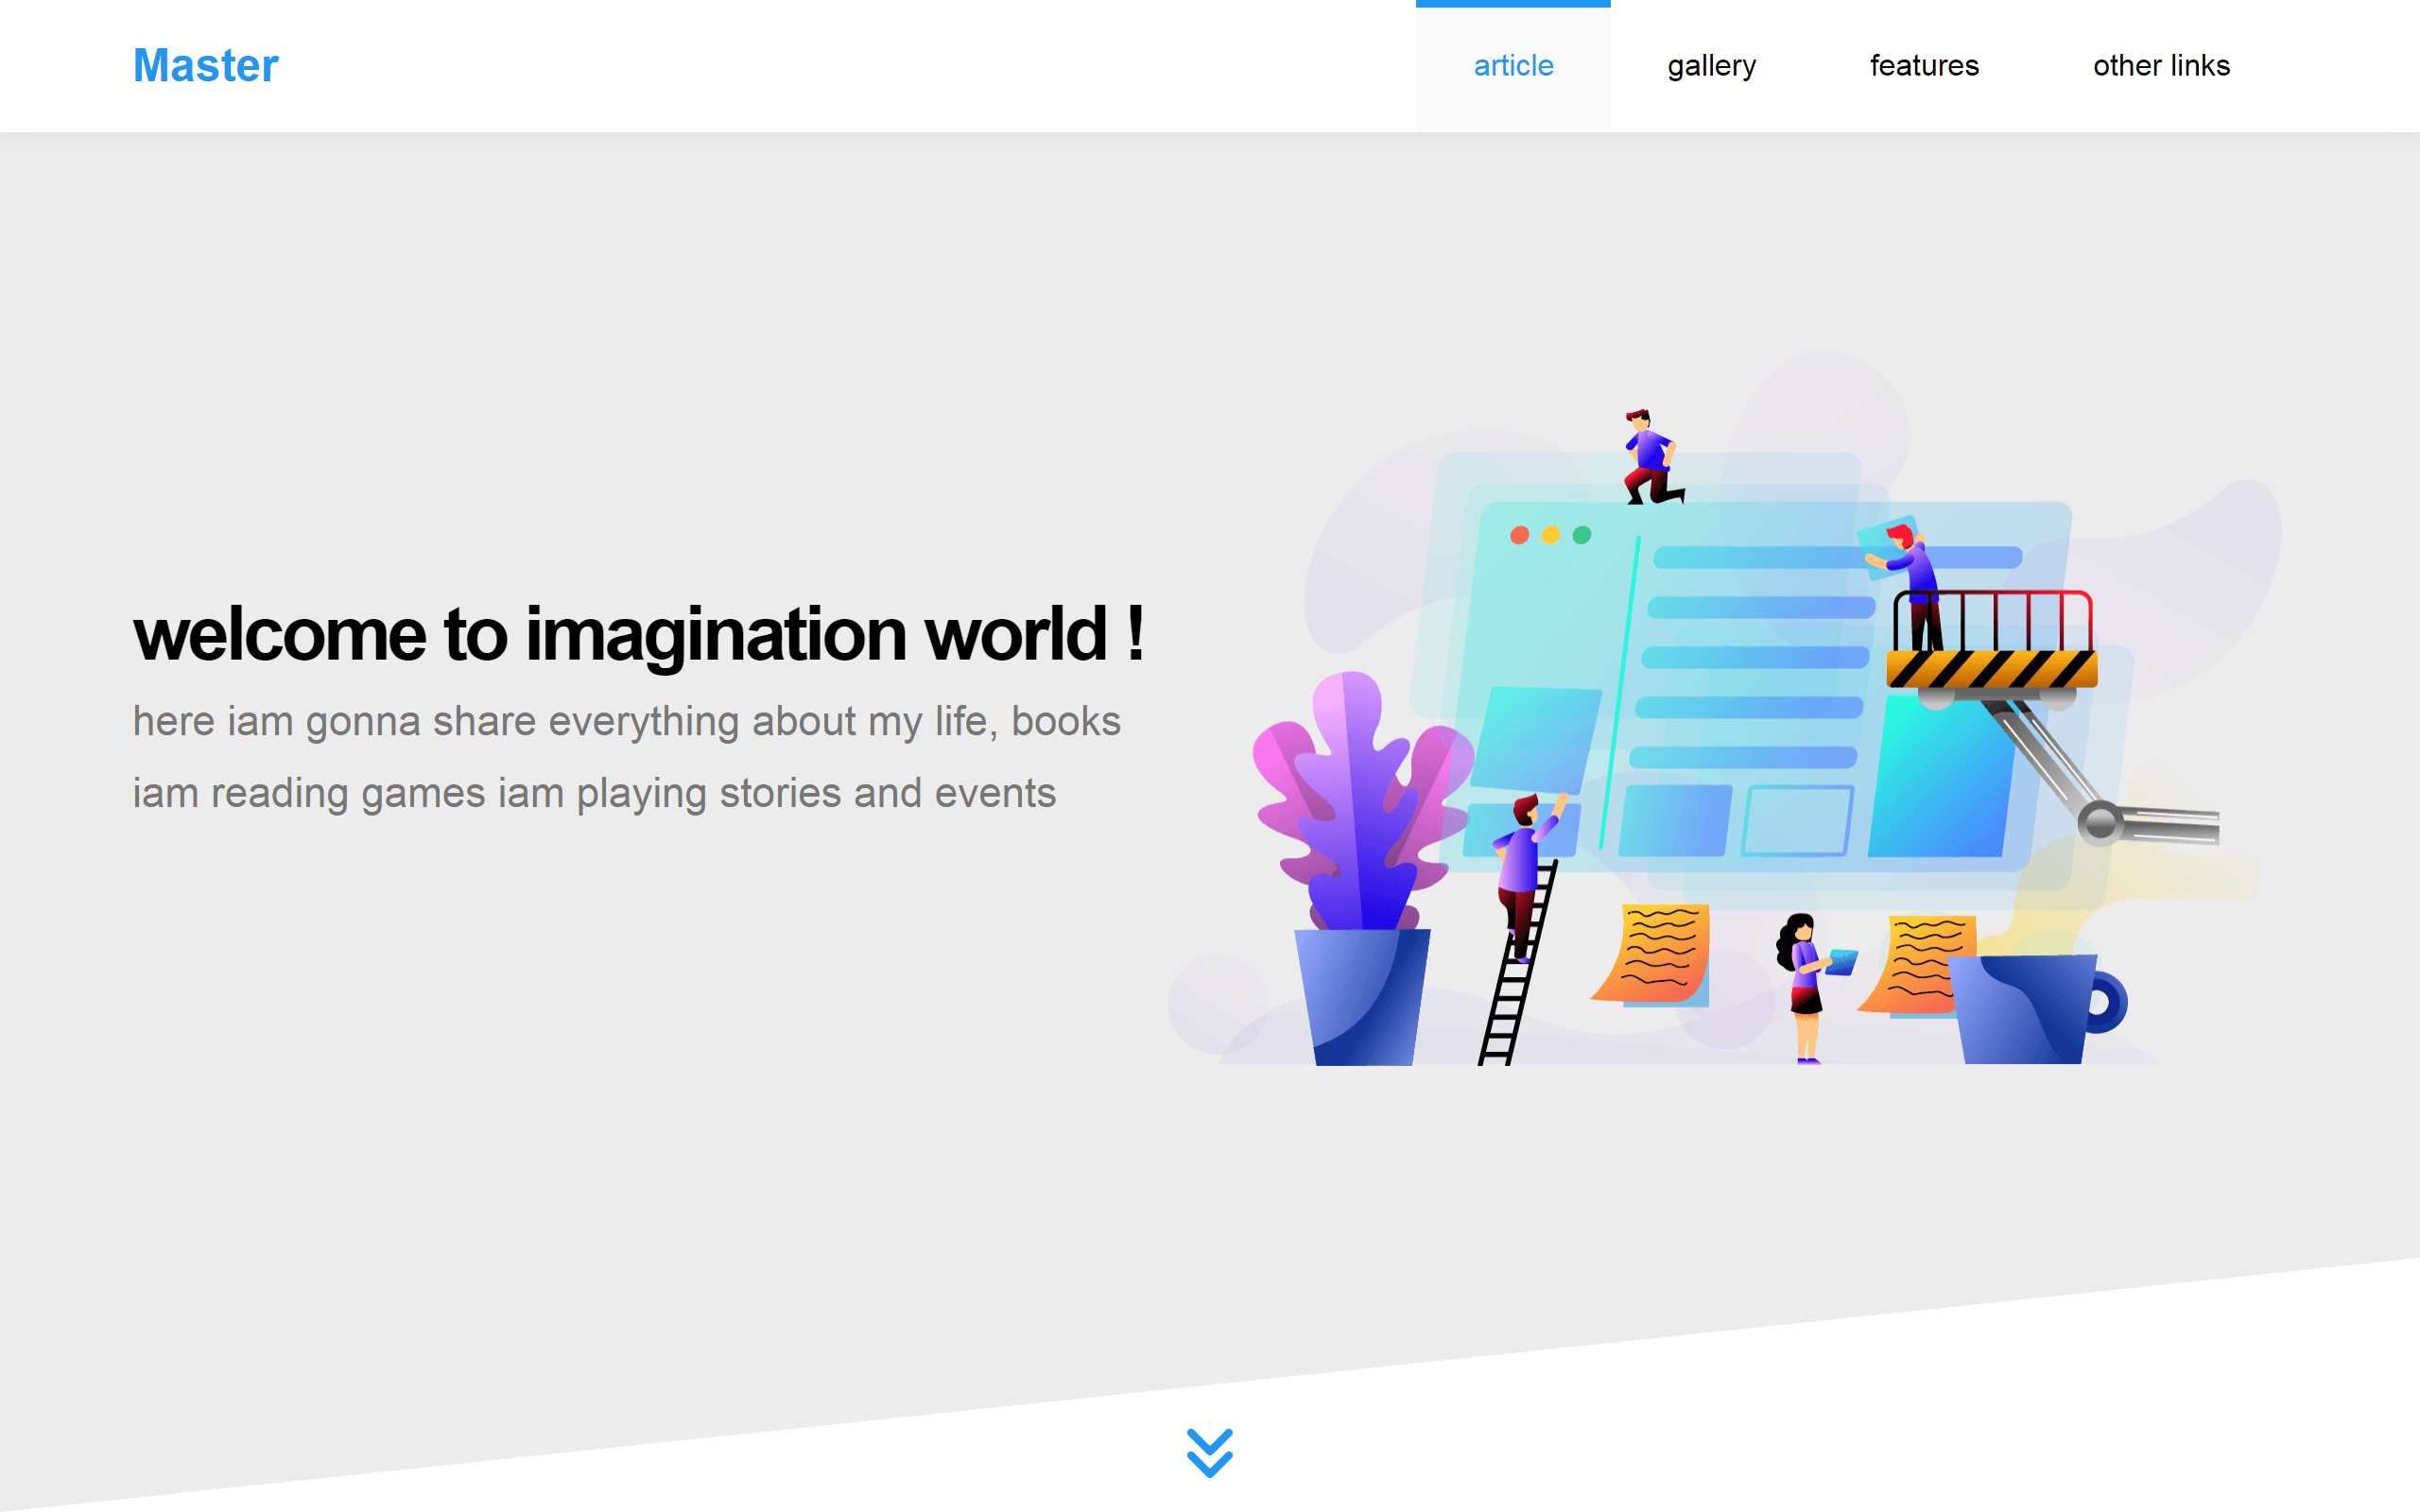 Master
article
gallery
features
other links
welcome to imagination world !
here iam gonna share everything about my life, books
iam reading games iam playing stories and events